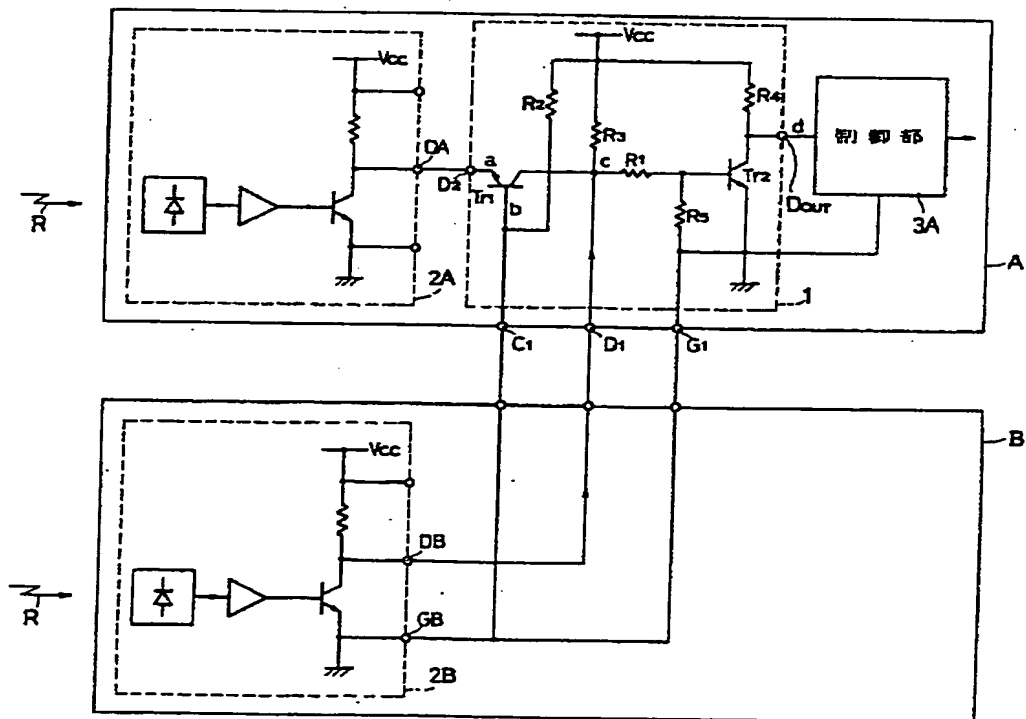 Vcc
Vcc
R2
R3
R4
DA
D2
a
Tr1
b
c
R1
Tr2
d
制御部
DOUT
R5
3A
R
2A
1
A
C1
D1
G1
B
Vcc
DB
R
GB
2B